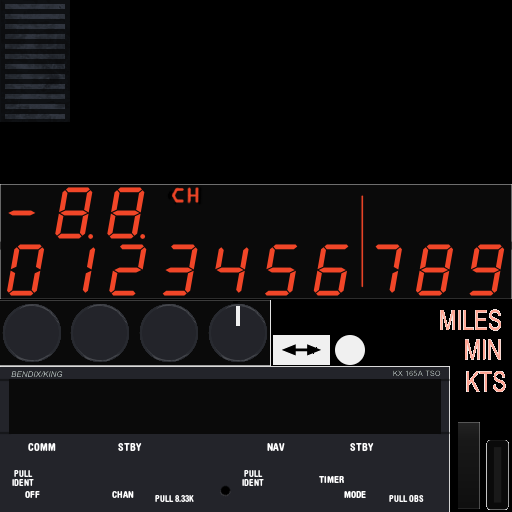 -8.8. CH
0123456789
MILES
MIN
KTS
BENDIX/KING KX 165A TSO
COMM STBY NAV STBY
PULL IDENT PULL IDENT TIMER
OFF CHAN PULL 8.33K MODE PULL OBS